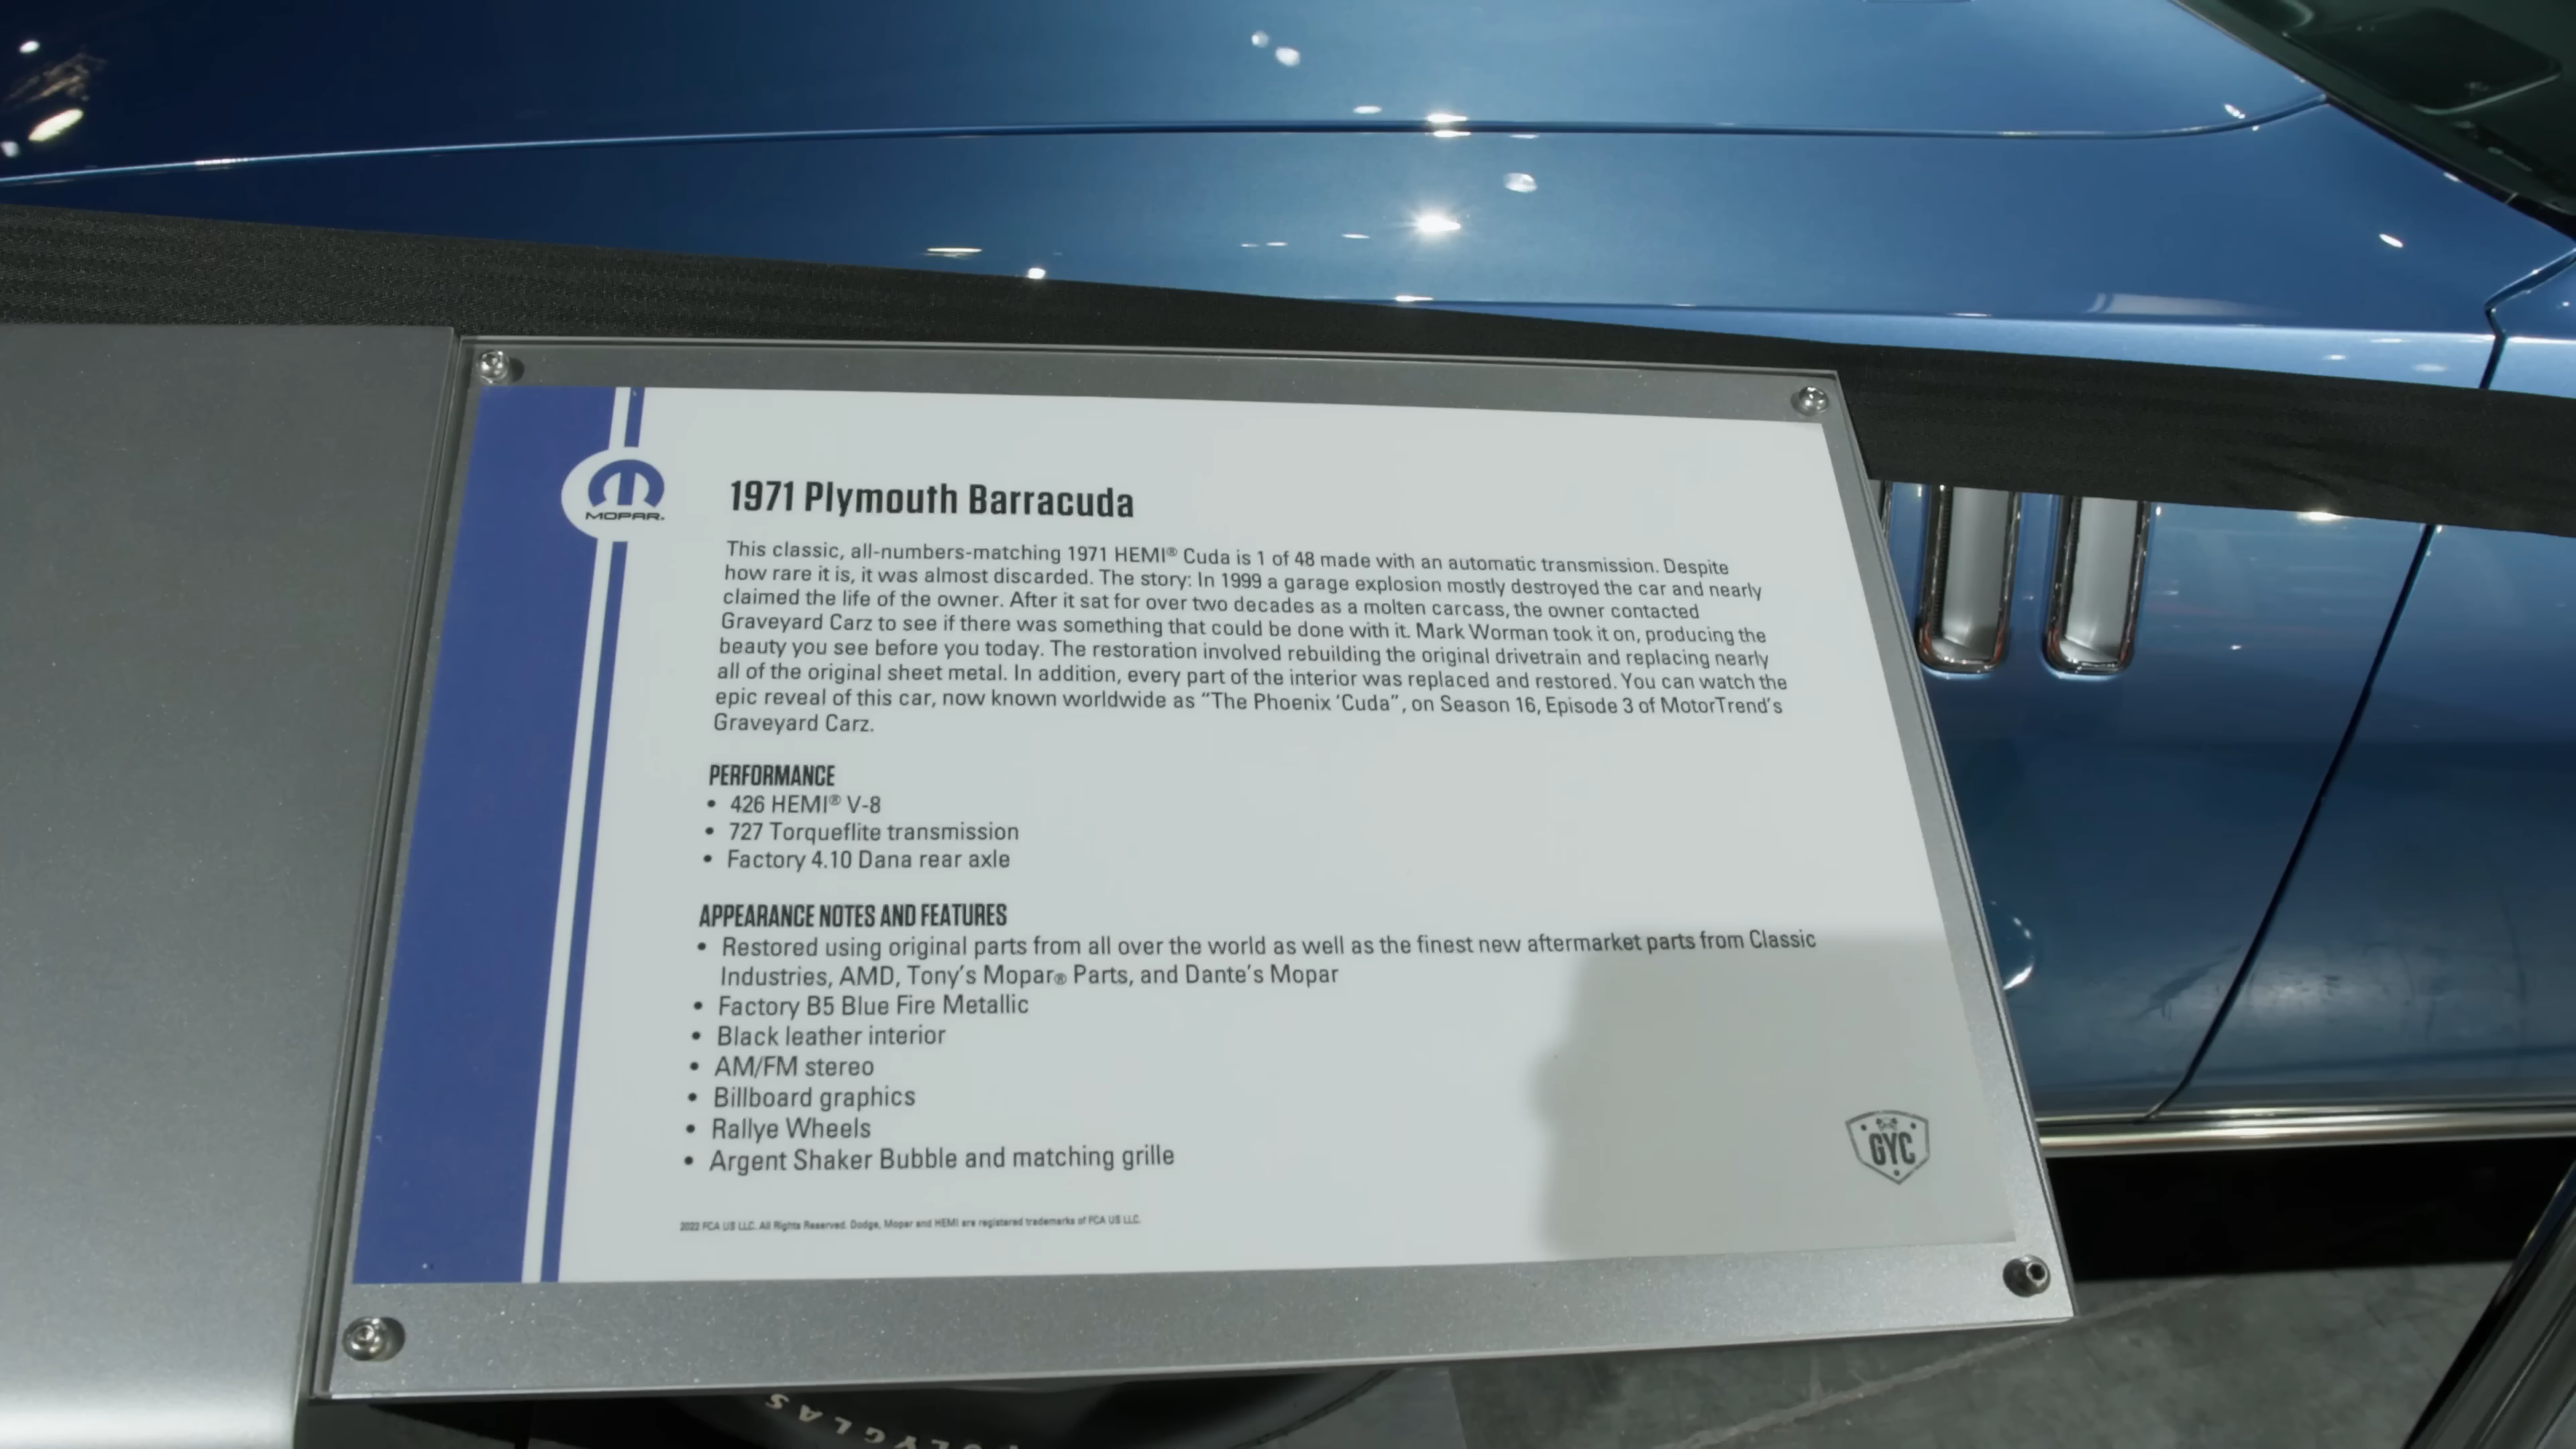 MOPAR®
1971 Plymouth Barracuda
This classic, all-numbers-matching 1971 HEMI® Cuda is 1 of 48 made with an automatic transmission. Despite
how rare it is, it was almost discarded. The story: In 1999 a garage explosion mostly destroyed the car and nearly
claimed the life of the owner. After it sat for over two decades as a molten carcass, the owner contacted
Graveyard Carz to see if there was something that could be done with it. Mark Worman took it on, producing the
beauty you see before you today. The restoration involved rebuilding the original drivetrain and replacing nearly
all of the original sheet metal. In addition, every part of the interior was replaced and restored. You can watch the
epic reveal of this car, now known worldwide as “The Phoenix ‘Cuda”, on Season 16, Episode 3 of MotorTrend’s
Graveyard Carz.
PERFORMANCE
• 426 HEMI® V-8
• 727 Torqueflite transmission
• Factory 4.10 Dana rear axle
APPEARANCE NOTES AND FEATURES
• Restored using original parts from all over the world as well as the finest new aftermarket parts from Classic
Industries, AMD, Tony’s Mopar® Parts, and Dante’s Mopar
• Factory B5 Blue Fire Metallic
• Black leather interior
• AM/FM stereo
• Billboard graphics
• Rallye Wheels
• Argent Shaker Bubble and matching grille
GYC
2022 FCA US LLC. All Rights Reserved. Dodge, Mopar and HEMI are registered trademarks of FCA US LLC.